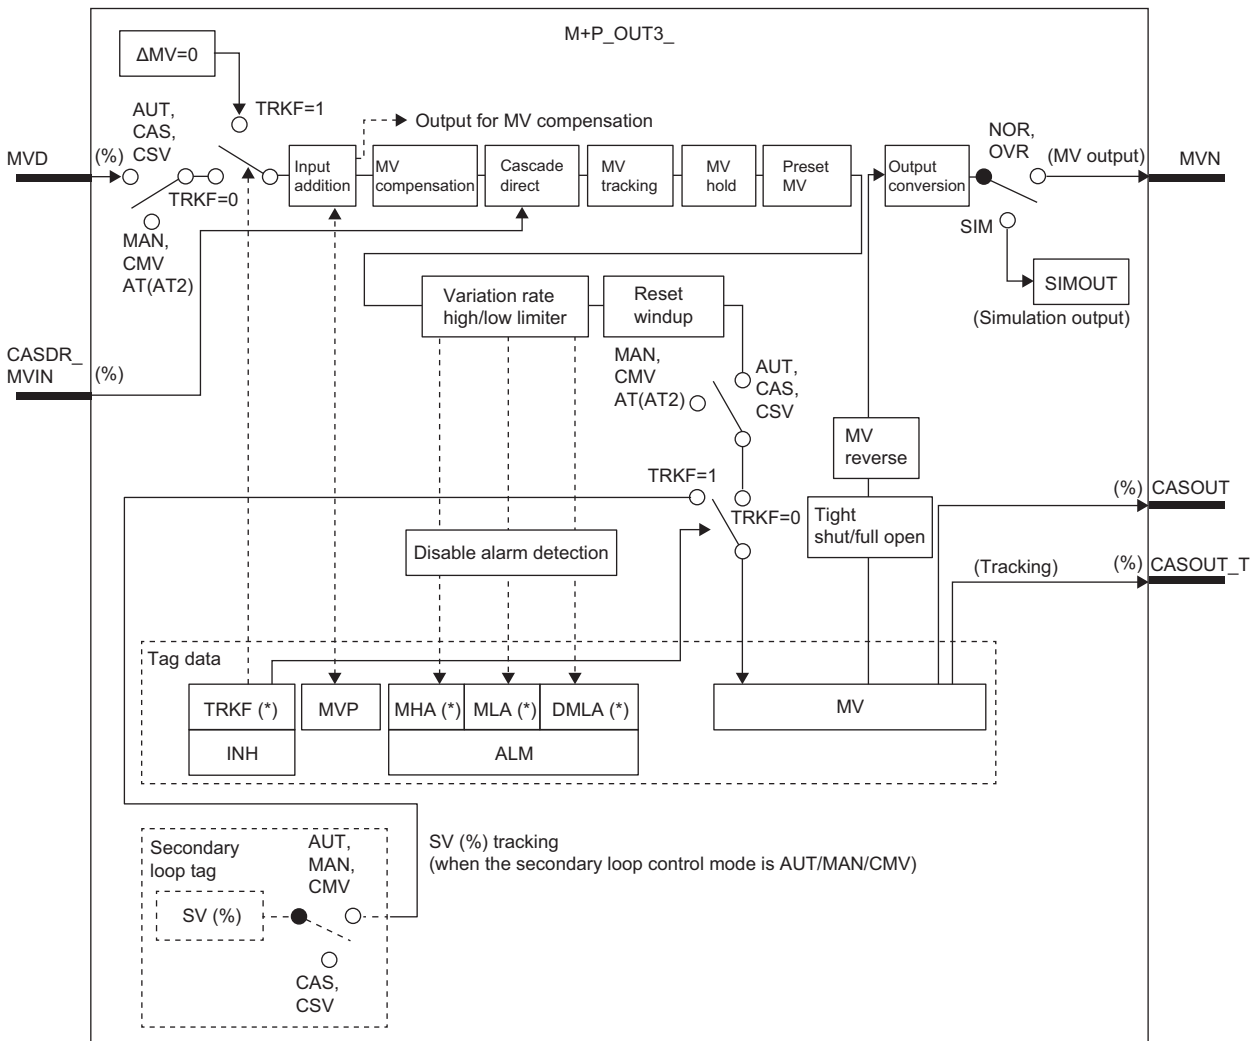 M+P_OUT3_
ΔMV=0
TRKF=1
AUT,
CAS,
CSV
MVD
(%)
TRKF=0
MAN,
CMV
AT(AT2)
Output for MV compensation
Input
addition
MV
compensation
Cascade
direct
MV
tracking
MV
hold
Preset
MV
Output
conversion
NOR,
OVR
(MV output)
MVN
SIM
SIMOUT
(Simulation output)
Variation rate
high/low limiter
Reset
windup
CASDR_
MVIN
(%)
MAN,
CMV
AT(AT2)
AUT,
CAS,
CSV
MV
reverse
TRKF=1
TRKF=0
Tight
shut/full open
(%)
CASOUT
Disable alarm detection
(Tracking)
(%)
CASOUT_T
Tag data
TRKF (*)
INH
MVP
MHA (*)
MLA (*)
DMLA (*)
ALM
MV
Secondary
loop tag
AUT,
MAN,
CMV
SV (%)
CAS,
CSV
SV (%) tracking
(when the secondary loop control mode is AUT/MAN/CMV)